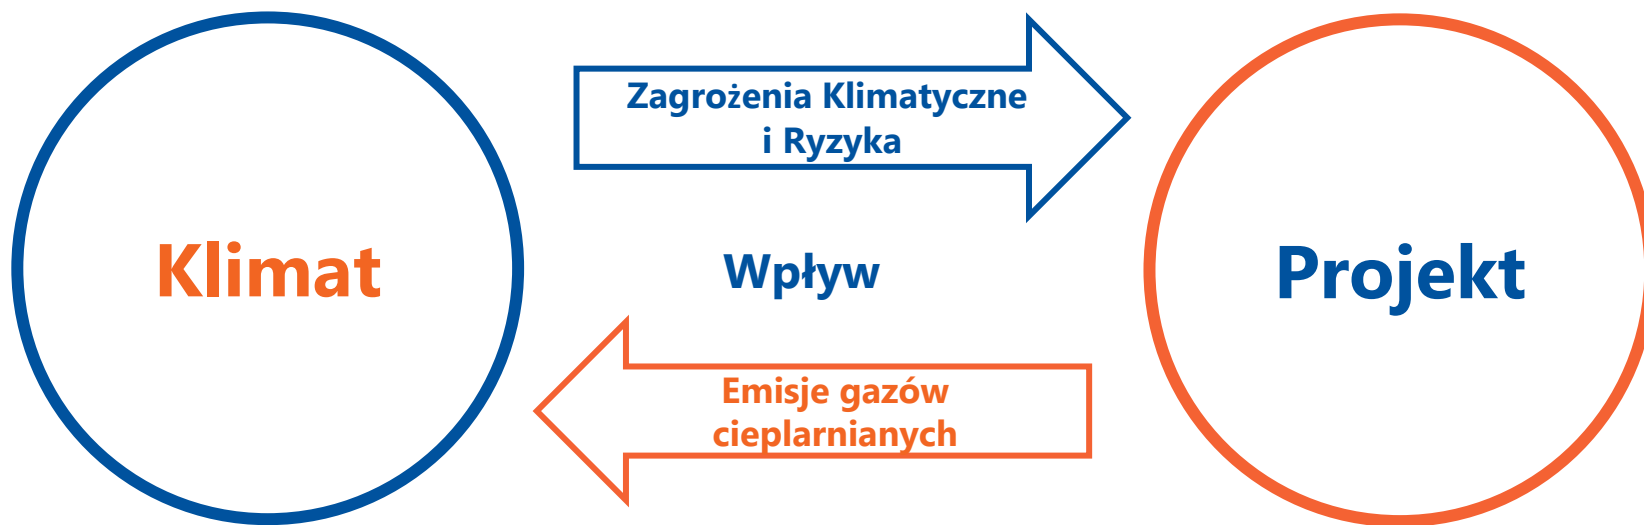 Zagrożenia Klimatyczne
i Ryzyka
Klimat
Wpływ
Projekt
Emisje gazów
cieplarnianych